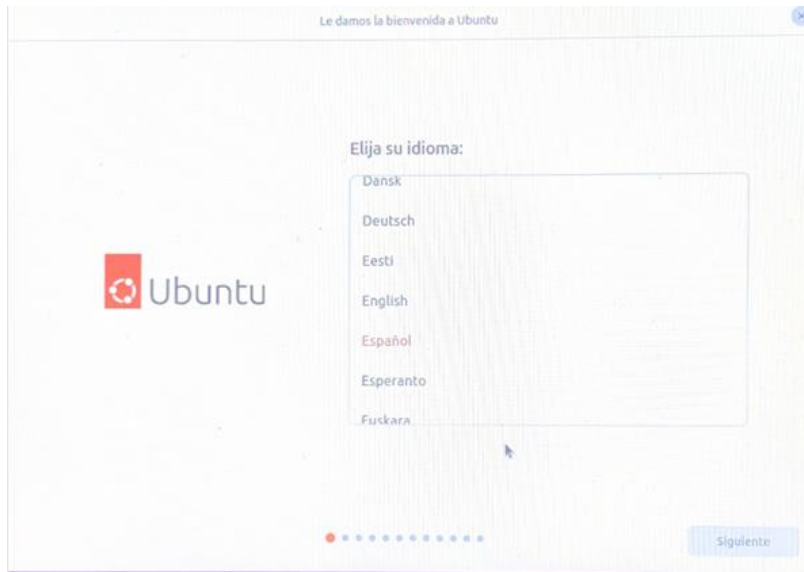 Le damos la bienvenida a Ubuntu
Elija su idioma:
Dansk
Deutsch
Eesti
English
Español
Esperanto
Euskara
Ubuntu
Siguiente